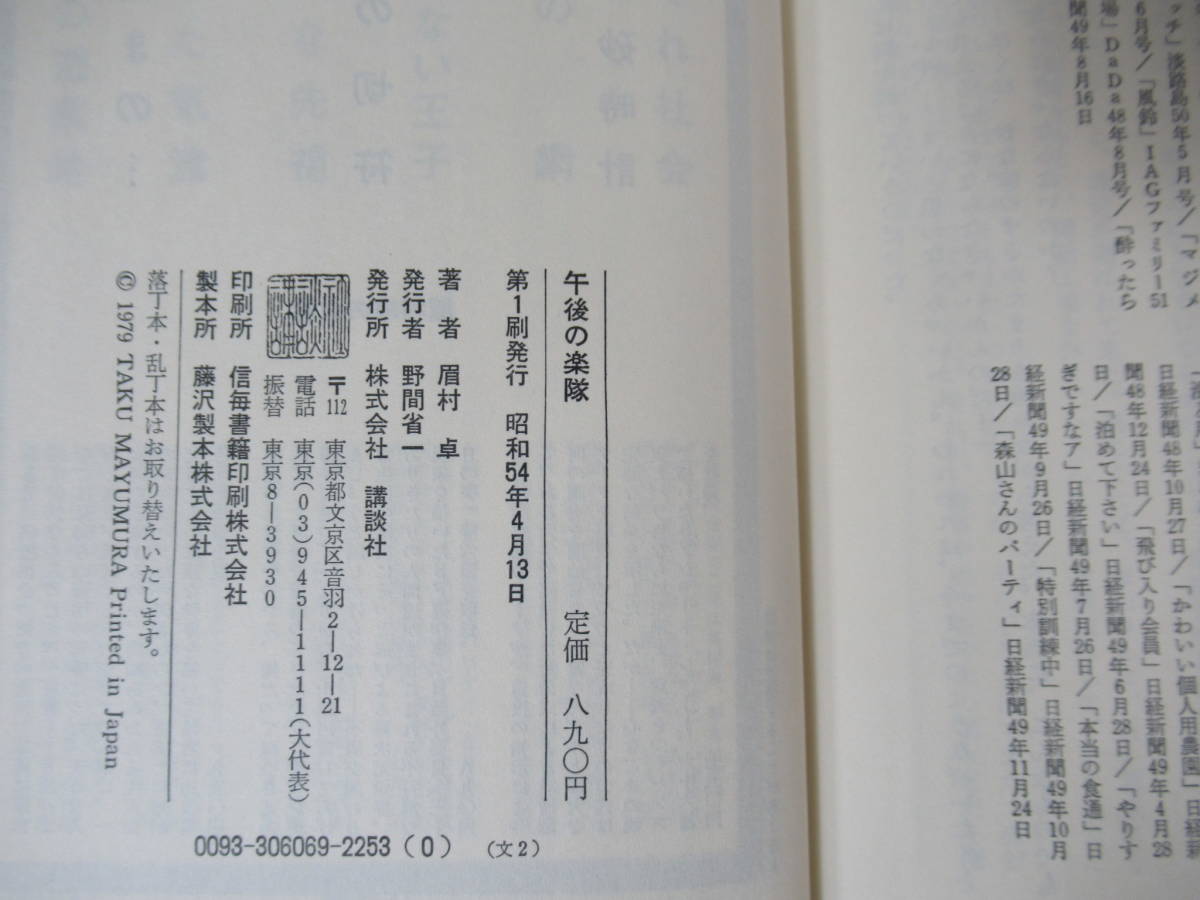 ッチ」淡路島50年5月号/「マジメ
6月号/「風鈴」IAGファミリー51
場」DaDa48年8月号/「酔ったら
聞49年8月16日
日経新聞48年10月27日/「かわいい個人用農園」日経新
聞48年12月24日/「飛び入り会員」日経新聞49年4月28
日/「泊めて下さい」日経新聞49年6月28日/「やりす
ぎですなア」日経新聞49年7月26日/「本当の食通」日
経新聞49年9月26日/「特別訓練中」日経新聞49年10月
28日/「森山さんのパーティ」日経新聞49年11月24日
午後の楽隊 定価 八九〇円
第1刷発行 昭和54年4月13日
著者 眉村 卓
発行者 野間省一
発行所 株式会社 講談社
〒112 東京都文京区音羽2―12―21
電話 東京(03)945―1111(大代表)
振替 東京8―3930
印刷所 信毎書籍印刷株式会社
製本所 藤沢製本株式会社
落丁本・乱丁本はお取り替えいたします。
© 1979 TAKU MAYUMURA Printed in Japan
0093-306069-2253 (0) (文2)